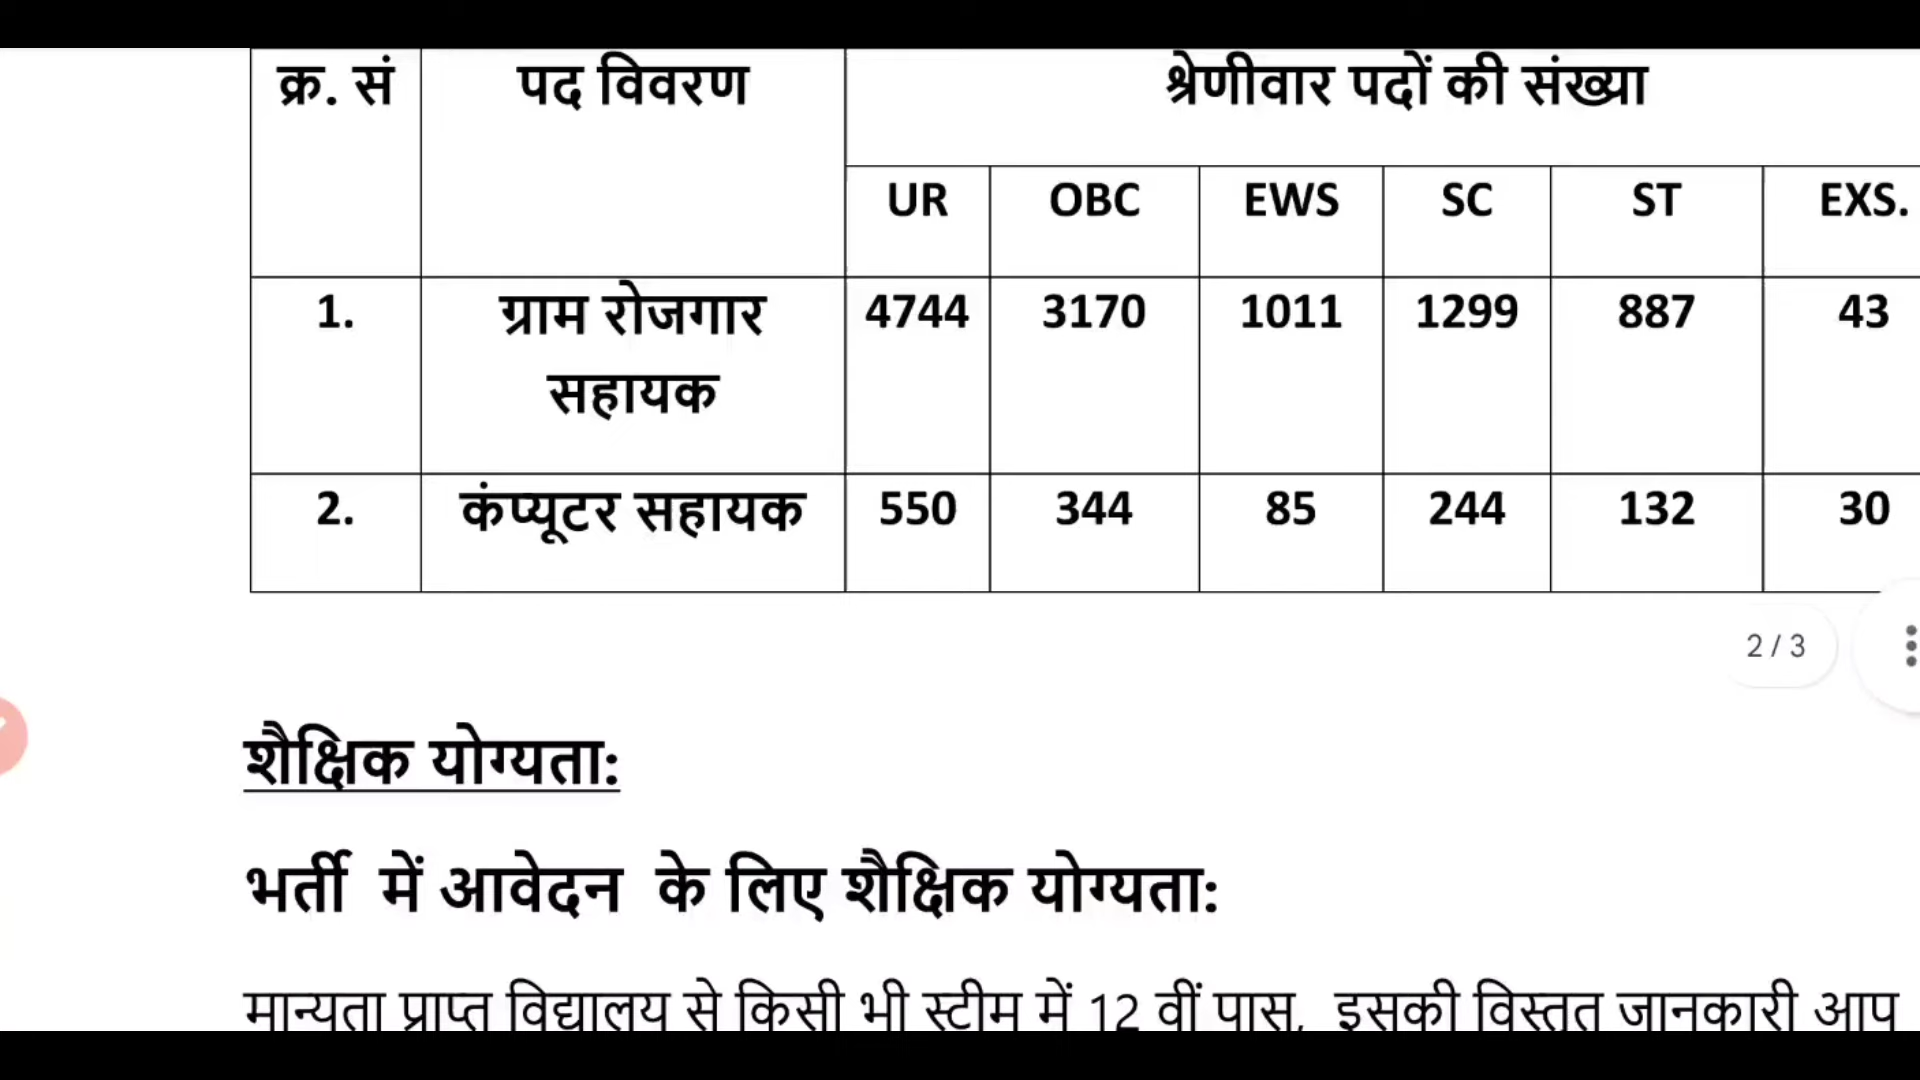 क्र. सं पद विवरण श्रेणीवार पदों की संख्या
UR OBC EWS SC ST EXS.
1. ग्राम रोजगार 4744 3170 1011 1299 887 43
सहायक
2. कंप्यूटर सहायक 550 344 85 244 132 30
2 / 3
शैक्षिक योग्यता:
भर्ती में आवेदन के लिए शैक्षिक योग्यता:
मान्यता प्राप्त विद्यालय से किसी भी स्टीम में 12 वीं पास, इसकी विस्तृत जानकारी आप